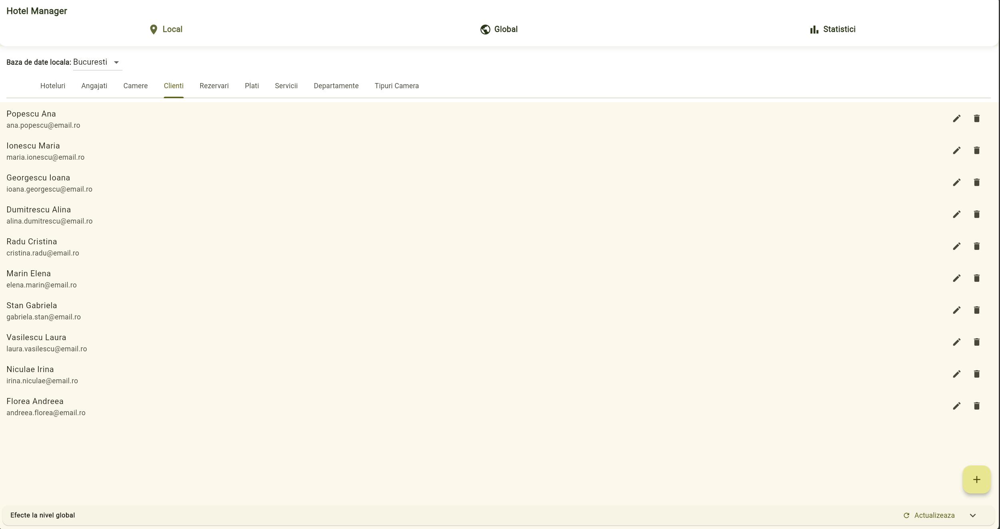 Hotel Manager
Local Global Statistici
Baza de date locala: Bucuresti
Hoteluri Angajati Camere Clienti Rezervari Plati Servicii Departamente Tipuri Camera
Popescu Ana
ana.popescu@email.ro
Ionescu Maria
maria.ionescu@email.ro
Georgescu Ioana
ioana.georgescu@email.ro
Dumitrescu Alina
alina.dumitrescu@email.ro
Radu Cristina
cristina.radu@email.ro
Marin Elena
elena.marin@email.ro
Stan Gabriela
gabriela.stan@email.ro
Vasilescu Laura
laura.vasilescu@email.ro
Niculae Irina
irina.niculae@email.ro
Florea Andreea
andreea.florea@email.ro
Efecte la nivel global Actualizeaza